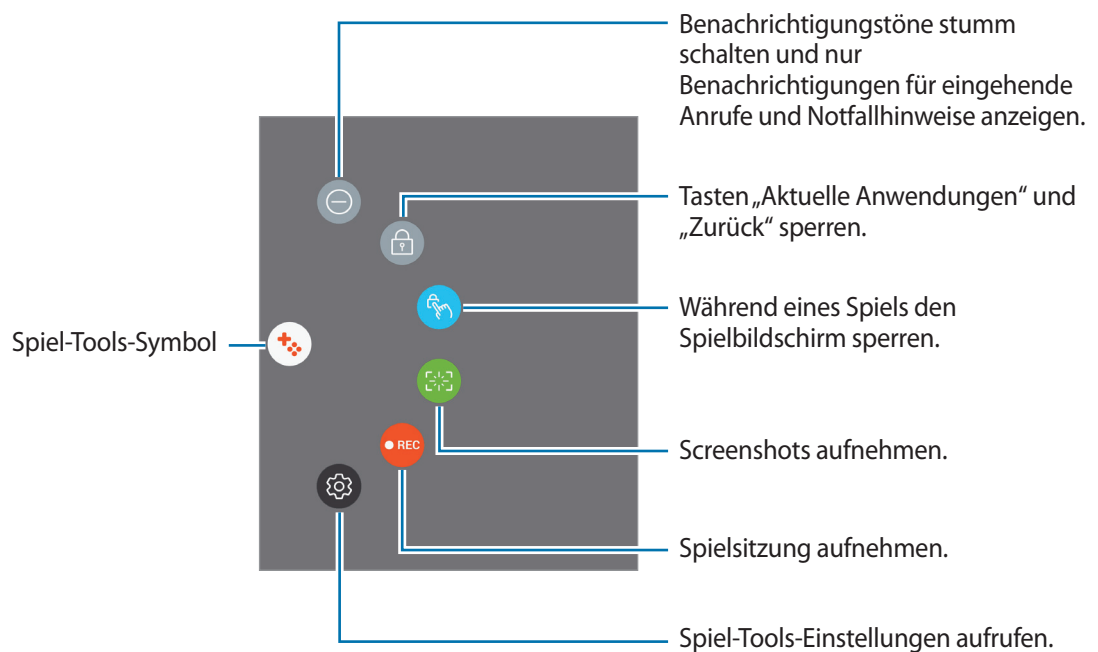 Benachrichtigungstöne stumm
schalten und nur
Benachrichtigungen für eingehende
Anrufe und Notfallhinweise anzeigen.
Tasten „Aktuelle Anwendungen“ und
„Zurück“ sperren.
Während eines Spiels den
Spielbildschirm sperren.
Spiel-Tools-Symbol
Screenshots aufnehmen.
REC
Spielsitzung aufnehmen.
Spiel-Tools-Einstellungen aufrufen.